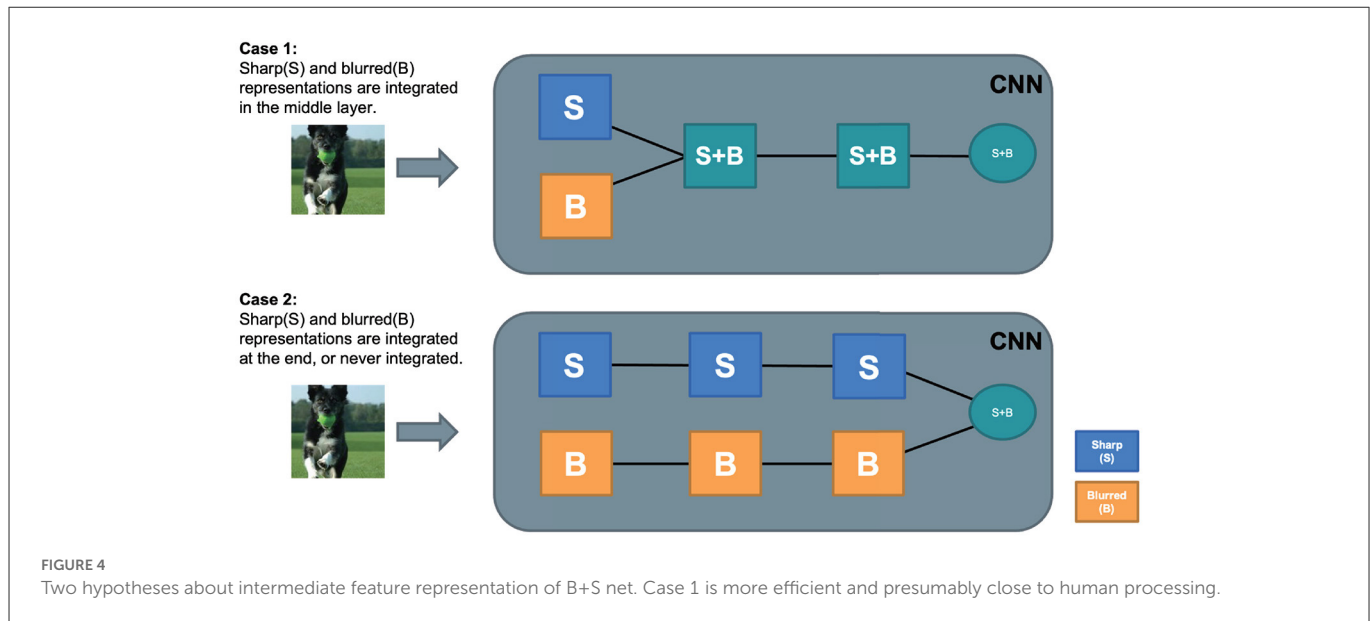 Case 1:
Sharp(S) and blurred(B)
representations are integrated
in the middle layer.
CNN
S
B
S+B
S+B
S+B
Case 2:
Sharp(S) and blurred(B)
representations are integrated
at the end, or never integrated.
CNN
S
S
S
B
B
B
S+B
Sharp
(S)
Blurred
(B)
FIGURE 4
Two hypotheses about intermediate feature representation of B+S net. Case 1 is more efficient and presumably close to human processing.